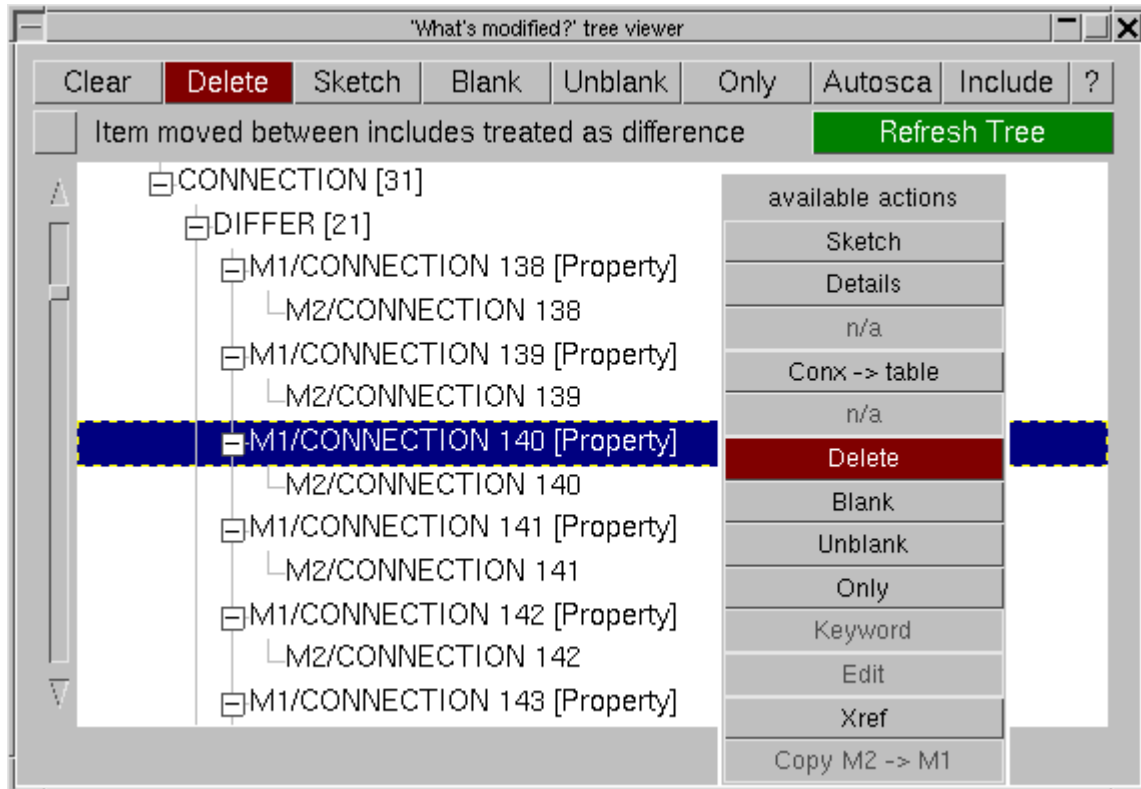 'What's modified?' tree viewer
Clear Delete Sketch Blank Unblank Only Autosca Include ?
Item moved between includes treated as difference Refresh Tree
CONNECTION [31]
DIFFER [21]
M1/CONNECTION 138 [Property]
M2/CONNECTION 138
M1/CONNECTION 139 [Property]
M2/CONNECTION 139
M1/CONNECTION 140 [Property]
M2/CONNECTION 140
M1/CONNECTION 141 [Property]
M2/CONNECTION 141
M1/CONNECTION 142 [Property]
M2/CONNECTION 142
M1/CONNECTION 143 [Property]
available actions
Sketch
Details
n/a
Conx -> table
n/a
Delete
Blank
Unblank
Only
Keyword
Edit
Xref
Copy M2 -> M1